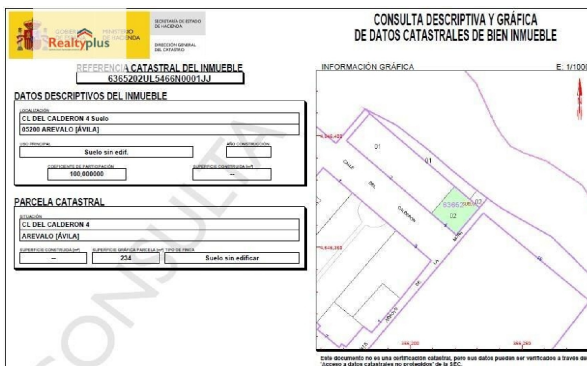 GOBIERNO
MINISTERIO
DE HACIENDA
SECRETARÍA DE ESTADO
DE HACIENDA
DIRECCIÓN GENERAL
DEL CATASTRO
Realtyplus
CONSULTA DESCRIPTIVA Y GRÁFICA
DE DATOS CATASTRALES DE BIEN INMUEBLE
REFERENCIA CATASTRAL DEL INMUEBLE
6365202UL5466N0001JJ
DATOS DESCRIPTIVOS DEL INMUEBLE
LOCALIZACIÓN
CL DEL CALDERON 4 Suelo
05200 AREVALO [ÁVILA]
USO PRINCIPAL
Suelo sin edif.
AÑO CONSTRUCCIÓN
COEFICIENTE DE PARTICIPACIÓN
100,000000
SUPERFICIE CONSTRUIDA [m²]
--
PARCELA CATASTRAL
SITUACIÓN
CL DEL CALDERON 4
AREVALO [ÁVILA]
SUPERFICIE CONSTRUIDA [m²]
--
SUPERFICIE GRÁFICA PARCELA [m²]
234
TIPO DE FINCA
Suelo sin edificar
CONSULTA
INFORMACIÓN GRÁFICA
E: 1/1000
01
01
CALLE
DEL
CALDERON
02
Este documento no es una certificación catastral, pero sus datos pueden ser verificados a través del
'Acceso a datos catastrales no protegidos' de la SEC.